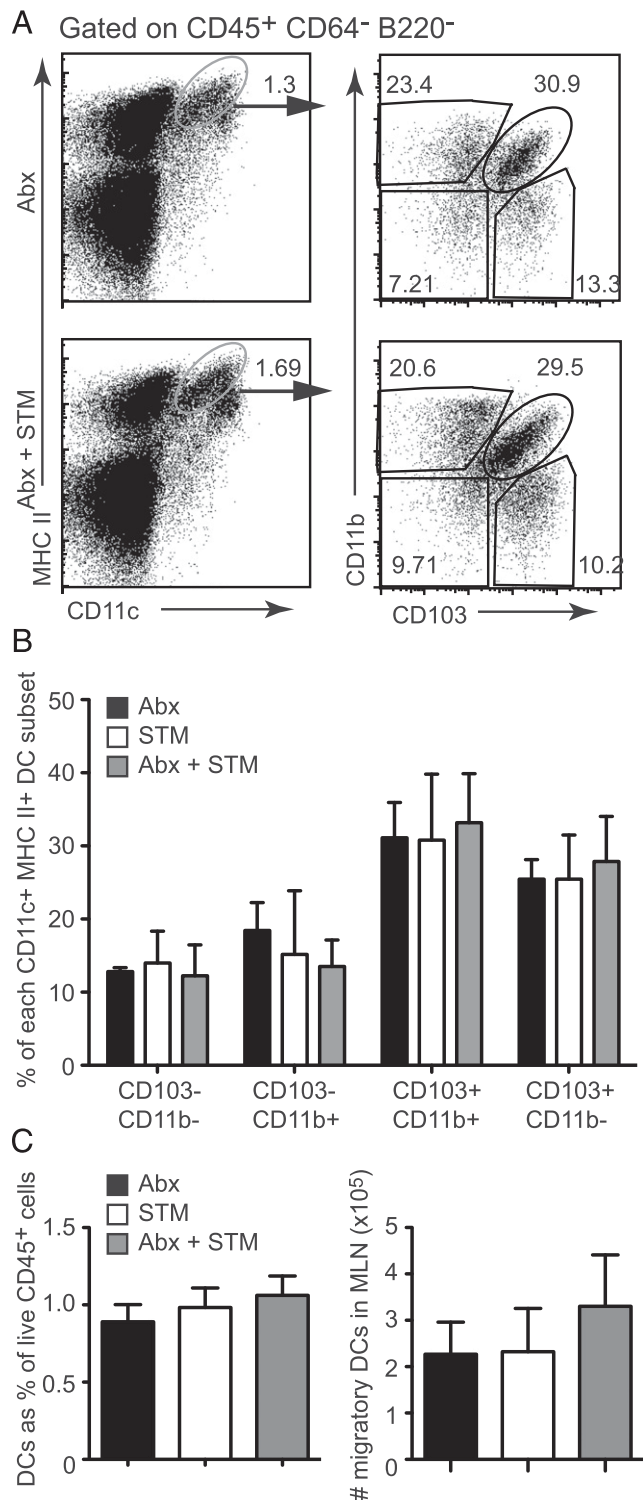 A
Gated on CD45+ CD64- B220-
Abx
1.3
23.4
30.9
7.21
13.3
Abx + STM
1.69
20.6
29.5
9.71
10.2
MHC II
CD11c
CD11b
CD103
B
% of each CD11c+ MHC II+ DC subset
50
40
30
20
10
0
Abx
STM
Abx + STM
CD103-
CD11b-
CD103-
CD11b+
CD103+
CD11b+
CD103+
CD11b-
C
Abx
STM
Abx + STM
DCs as % of live CD45+ cells
1.5
1.0
0.5
0
# migratory DCs in MLN (x10⁵)
5
4
3
2
1
0